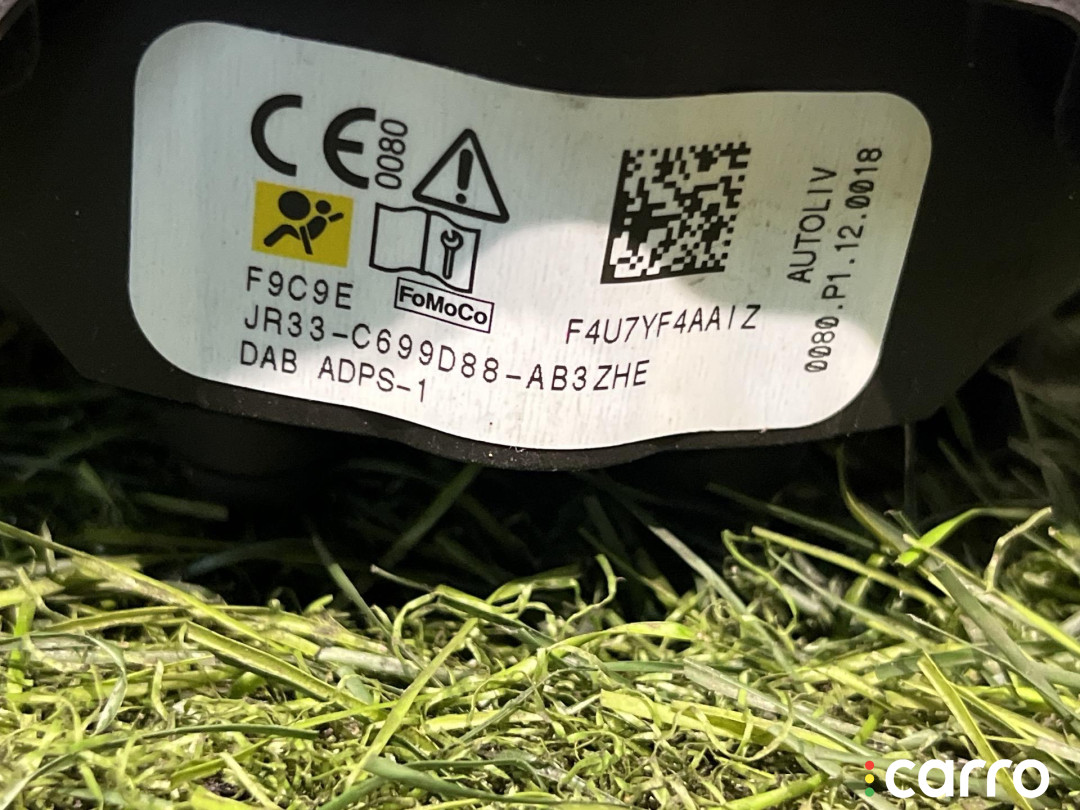 CE 0080
F9C9E
FoMoCo
JR33-C699D88-AB3ZHE
DAB ADPS-1
F4U7YF4AAIZ
AUTOLIV
0080.P1.12.0018
carro